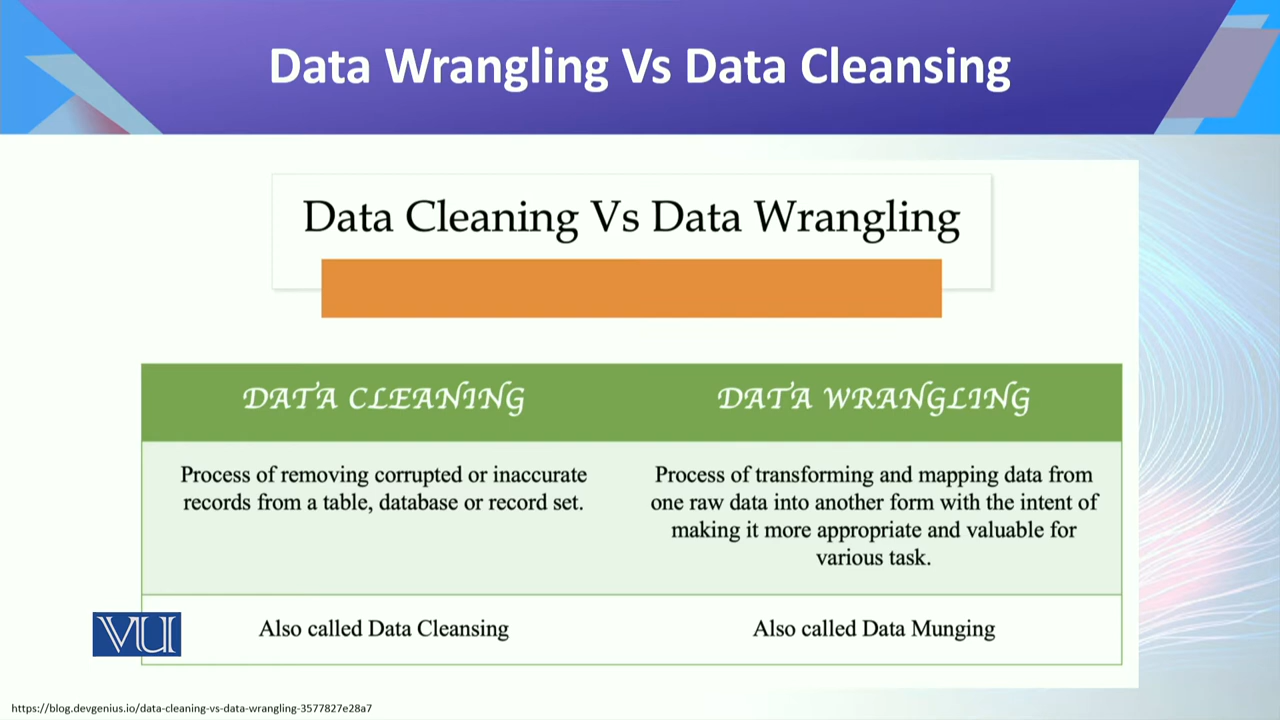 Data Wrangling Vs Data Cleansing
Data Cleaning Vs Data Wrangling
DATA CLEANING
DATA WRANGLING
Process of removing corrupted or inaccurate
records from a table, database or record set.
Process of transforming and mapping data from
one raw data into another form with the intent of
making it more appropriate and valuable for
various task.
Also called Data Cleansing
Also called Data Munging
VU
https://blog.devgenius.io/data-cleaning-vs-data-wrangling-3577827e28a7